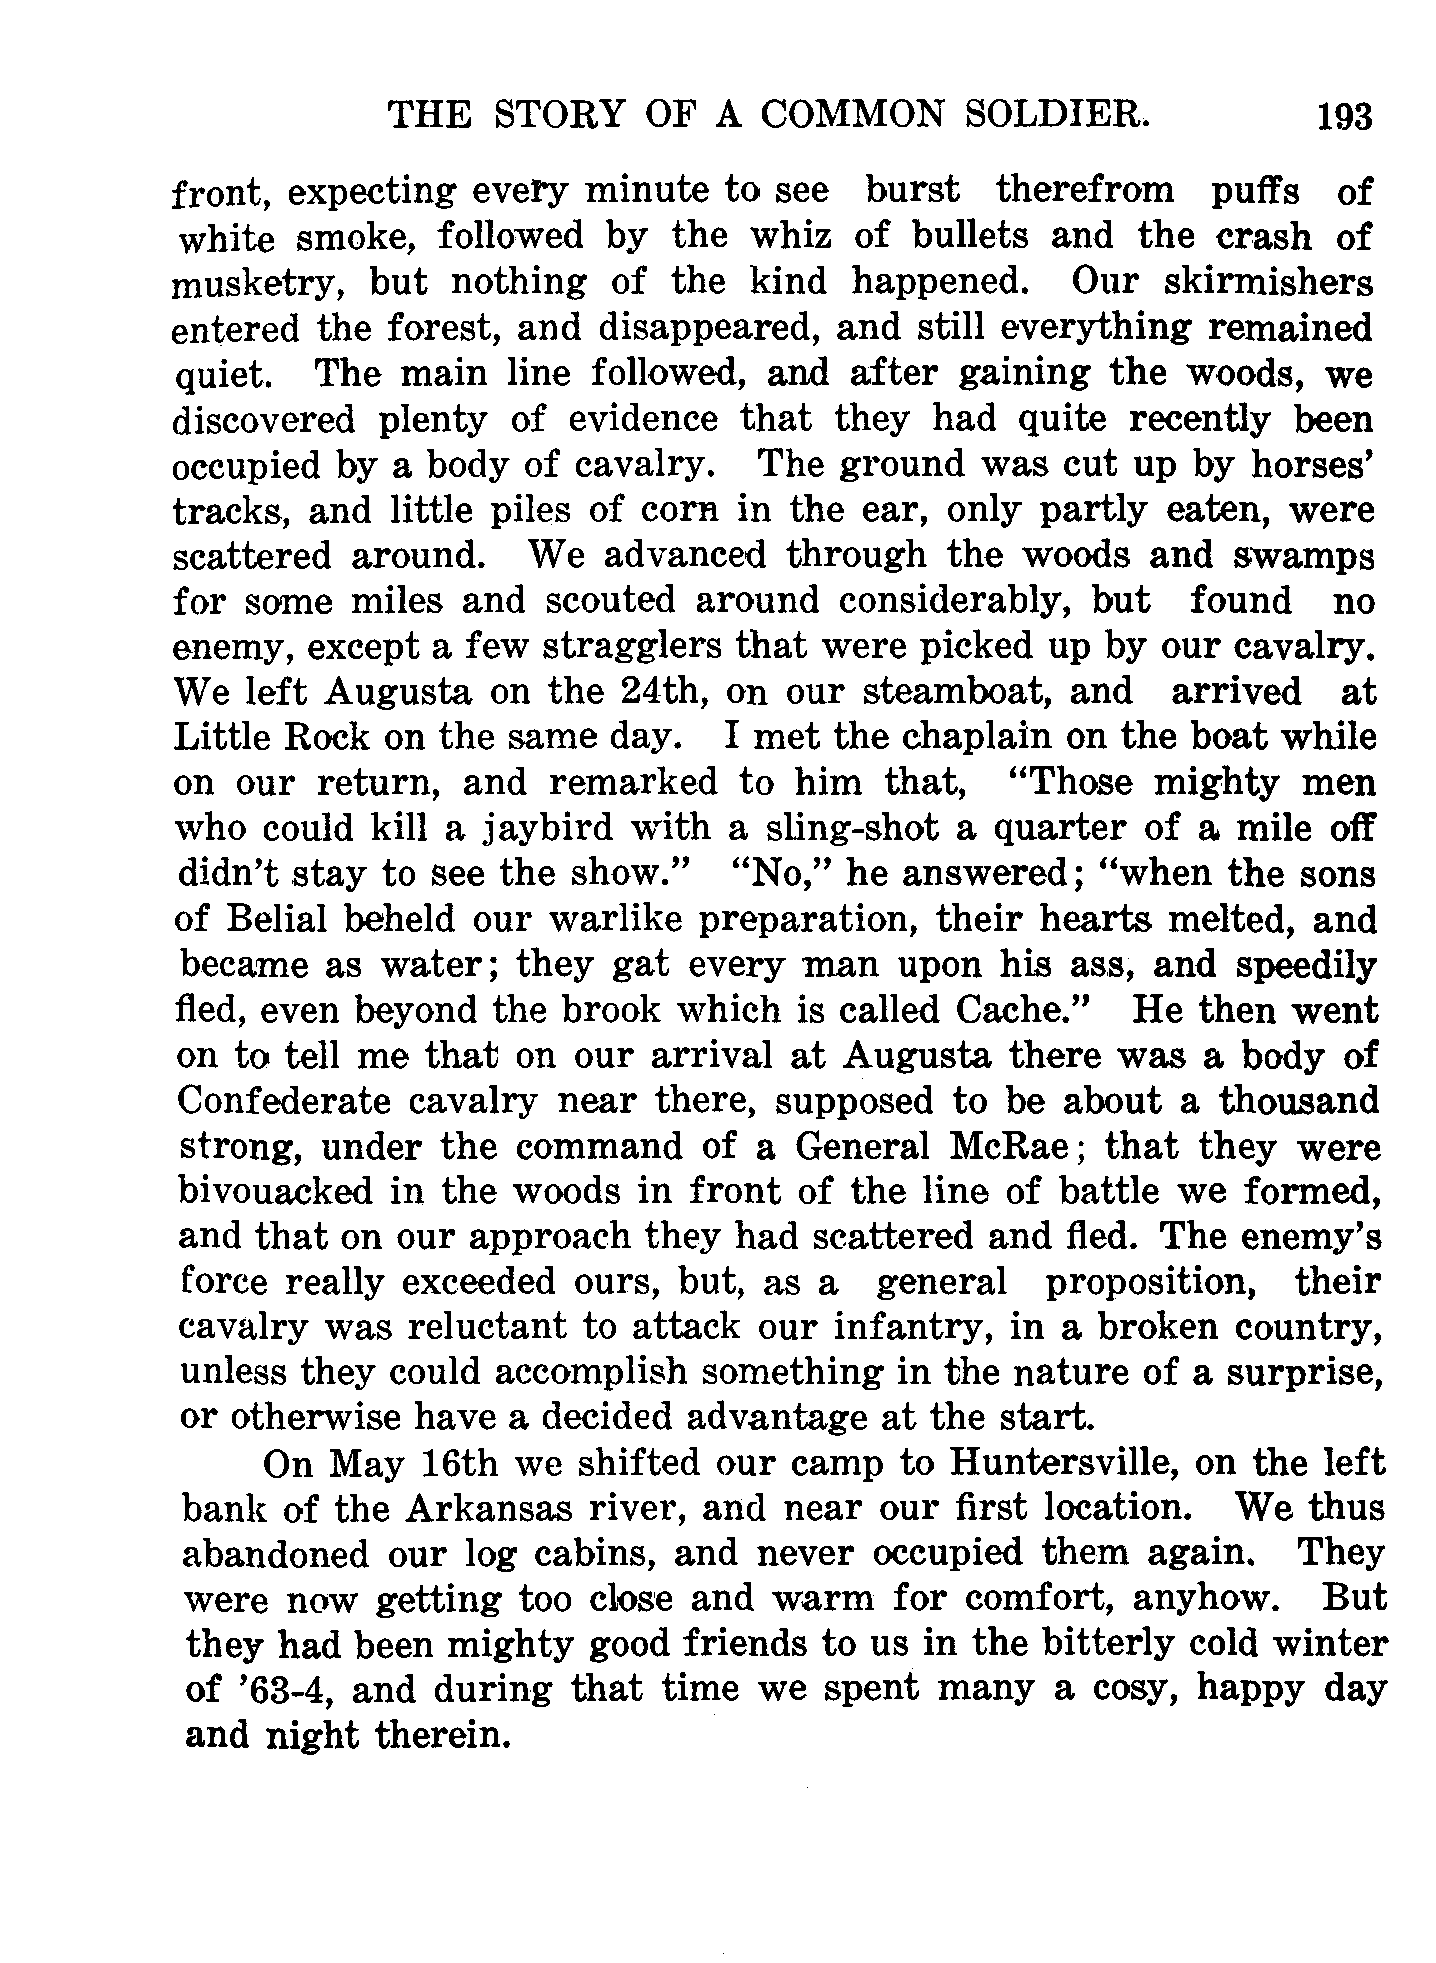 THE STORY OF A COMMON SOLDIER. 193
front, expecting every minute to see burst therefrom puffs of
white smoke, followed by the whiz of bullets and the crash of
musketry, but nothing of the kind happened. Our skirmishers
entered the forest, and disappeared, and still everything remained
quiet. The main line followed, and after gaining the woods, we
discovered plenty of evidence that they had quite recently been
occupied by a body of cavalry. The ground was cut up by horses'
tracks, and little piles of corn in the ear, only partly eaten, were
scattered around. We advanced through the woods and swamps
for some miles and scouted around considerably, but found no
enemy, except a few stragglers that were picked up by our cavalry.
We left Augusta on the 24th, on our steamboat, and arrived at
Little Rock on the same day. I met the chaplain on the boat while
on our return, and remarked to him that, "Those mighty men
who could kill a jaybird with a sling-shot a quarter of a mile off
didn't stay to see the show." "No," he answered; "when the sons
of Belial beheld our warlike preparation, their hearts melted, and
became as water; they gat every man upon his ass, and speedily
fled, even beyond the brook which is called Cache." He then went
on to tell me that on our arrival at Augusta there was a body of
Confederate cavalry near there, supposed to be about a thousand
strong, under the command of a General McRae; that they were
bivouacked in the woods in front of the line of battle we formed,
and that on our approach they had scattered and fled. The enemy's
force really exceeded ours, but, as a general proposition, their
cavalry was reluctant to attack our infantry, in a broken country,
unless they could accomplish something in the nature of a surprise,
or otherwise have a decided advantage at the start.
On May 16th we shifted our camp to Huntersville, on the left
bank of the Arkansas river, and near our first location. We thus
abandoned our log cabins, and never occupied them again. They
were now getting too close and warm for comfort, anyhow. But
they had been mighty good friends to us in the bitterly cold winter
of '63-4, and during that time we spent many a cosy, happy day
and night therein.